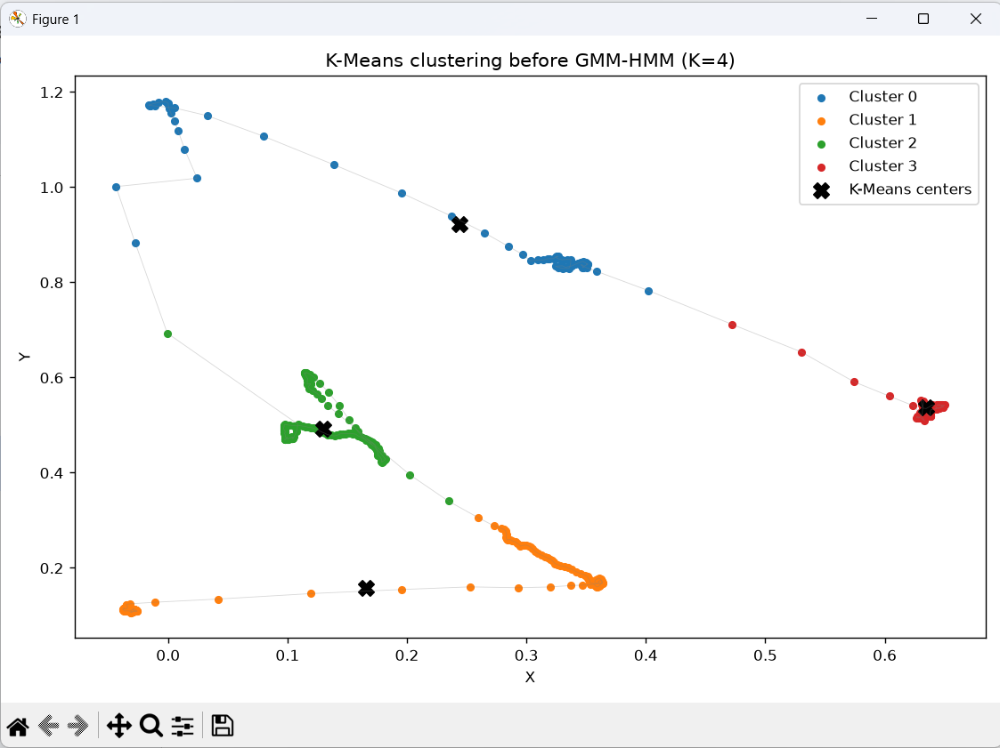 Figure 1
K-Means clustering before GMM-HMM (K=4)
Cluster 0
Cluster 1
Cluster 2
Cluster 3
K-Means centers
1.2
1.0
0.8
0.6
0.4
0.2
Y
0.0 0.1 0.2 0.3 0.4 0.5 0.6
X